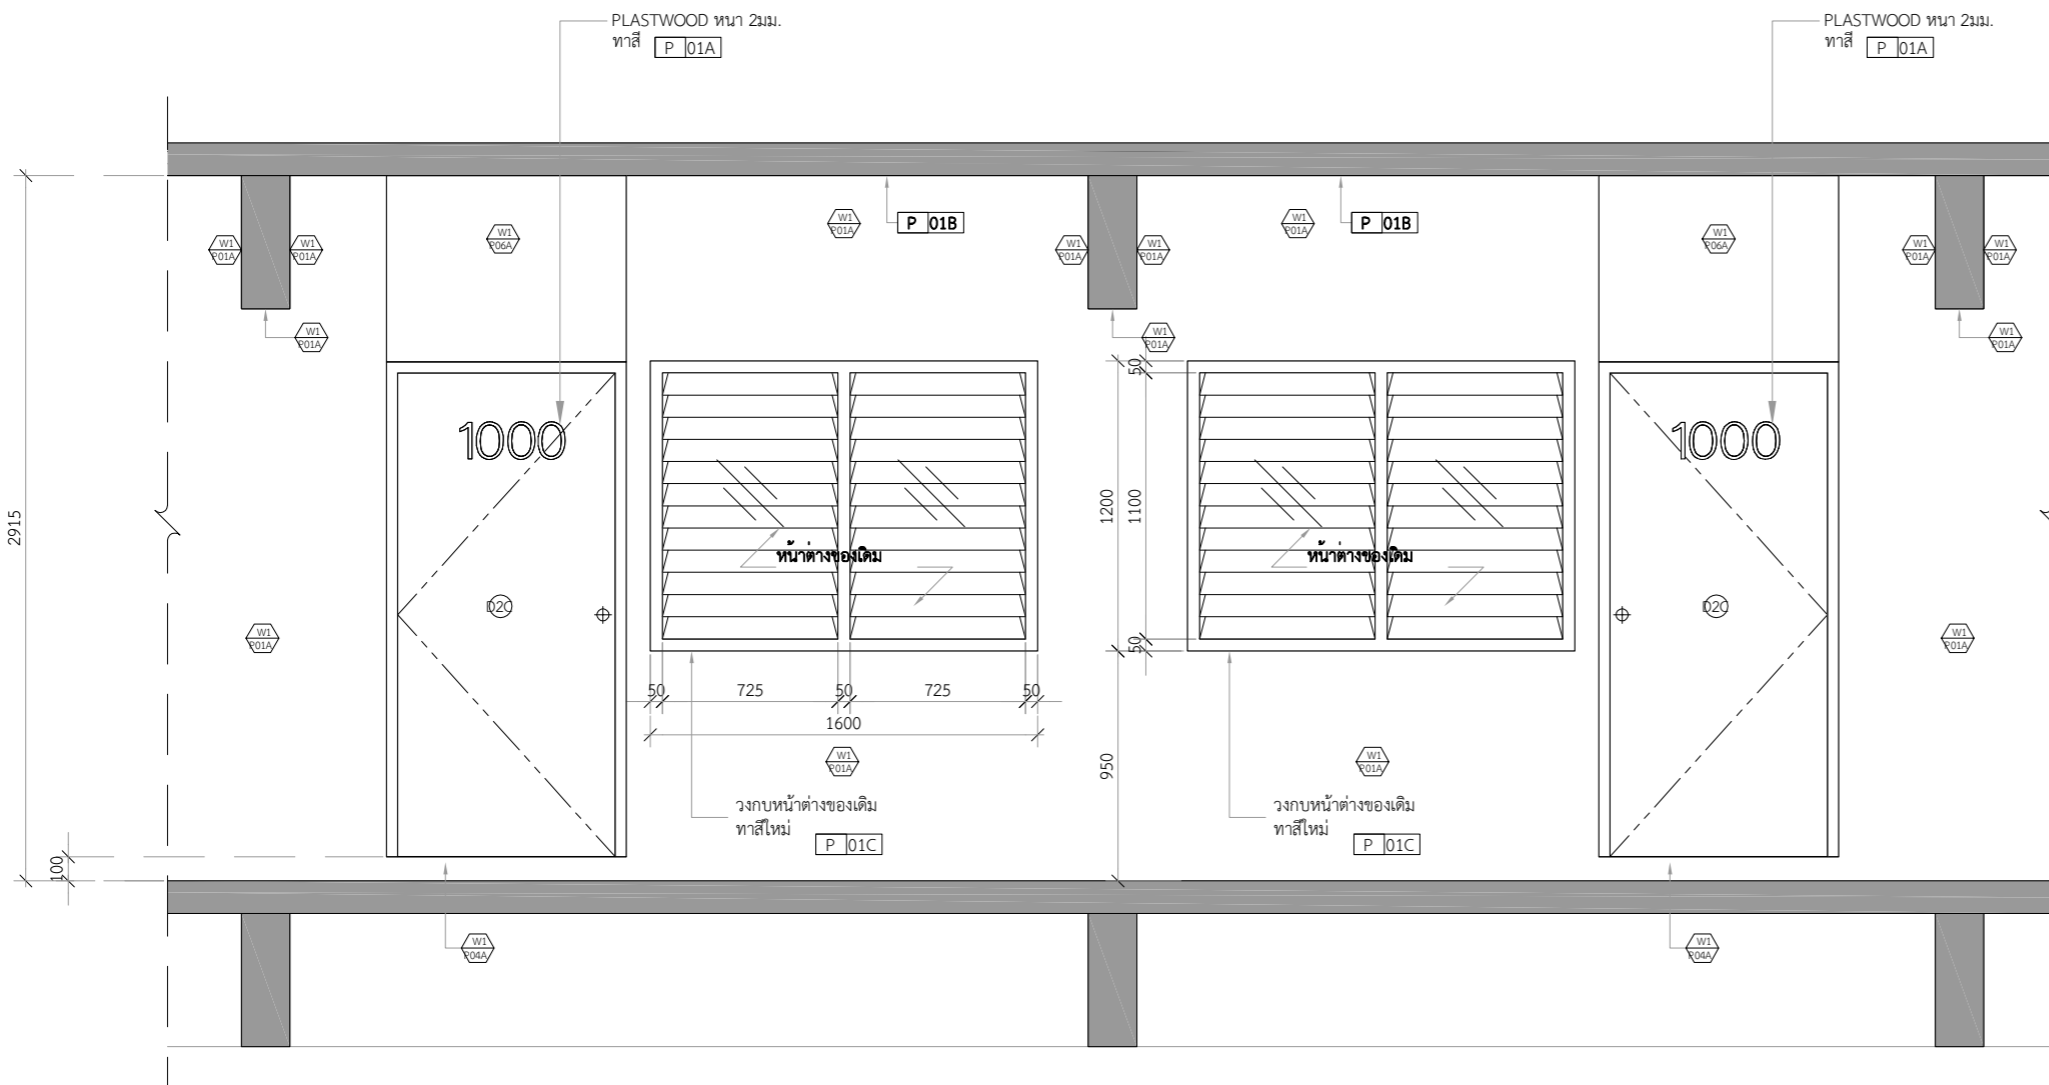 PLASTWOOD หนา 2มม.
ทาสี P 01A
PLASTWOOD หนา 2มม.
ทาสี P 01A
W1
P01A
W1
P01A
W1
P06A
W1
P01A
P 01B
W1
P01A
W1
P01A
W1
P01A
P 01B
W1
P06A
W1
P01A
W1
P01A
W1
P01A
W1
P01A
W1
P01A
50
1000
1000
2915
1200
1100
หน้าต่างของเดิม
หน้าต่างของเดิม
D2C
D2C
W1
P01A
W1
P01A
50
50 725 50 725 50
1600
W1
P01A
950
W1
P01A
วงกบหน้าต่างของเดิม
ทาสีใหม่ P 01C
วงกบหน้าต่างของเดิม
ทาสีใหม่ P 01C
100
W1
P04A
W1
P04A